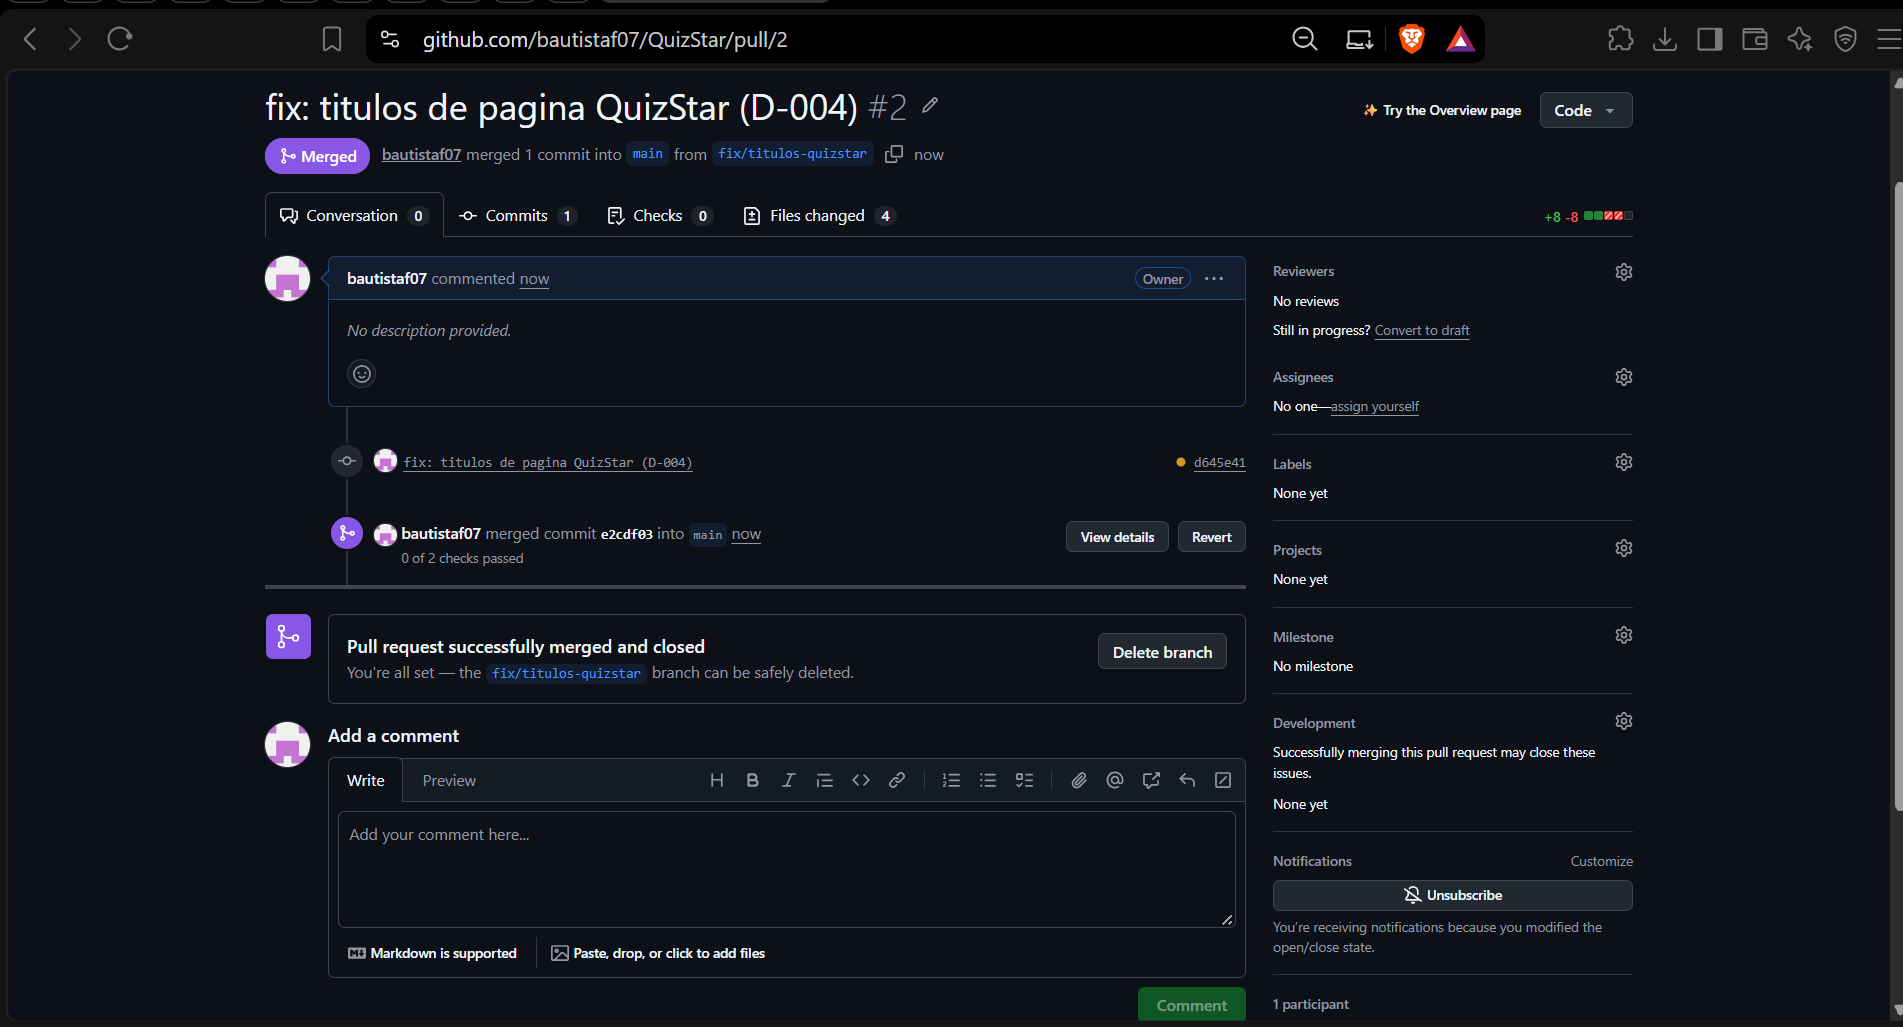 github.com/bautistaf07/QuizStar/pull/2
fix: titulos de pagina QuizStar (D-004) #2
Try the Overview page
Code
Merged
bautistaf07 merged 1 commit into main from fix/titulos-quizstar now
Conversation 0
Commits 1
Checks 0
Files changed 4
+8 -8
bautistaf07 commented now
Owner
No description provided.
fix: titulos de pagina QuizStar (D-004)
d645e41
bautistaf07 merged commit e2cdf03 into main now
0 of 2 checks passed
View details
Revert
Pull request successfully merged and closed
You're all set — the fix/titulos-quizstar branch can be safely deleted.
Delete branch
Add a comment
Write
Preview
Add your comment here...
Markdown is supported
Paste, drop, or click to add files
Comment
Reviewers
No reviews
Still in progress? Convert to draft
Assignees
No one—assign yourself
Labels
None yet
Projects
None yet
Milestone
No milestone
Development
Successfully merging this pull request may close these
issues.
None yet
Notifications
Customize
Unsubscribe
You're receiving notifications because you modified the
open/close state.
1 participant